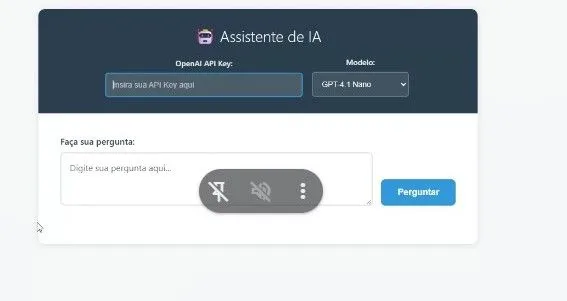 Assistente de IA
OpenAI API Key:
Modelo:
Insira sua API Key aqui
GPT-4.1 Nano
Faça sua pergunta:
Digite sua pergunta aqui...
Perguntar